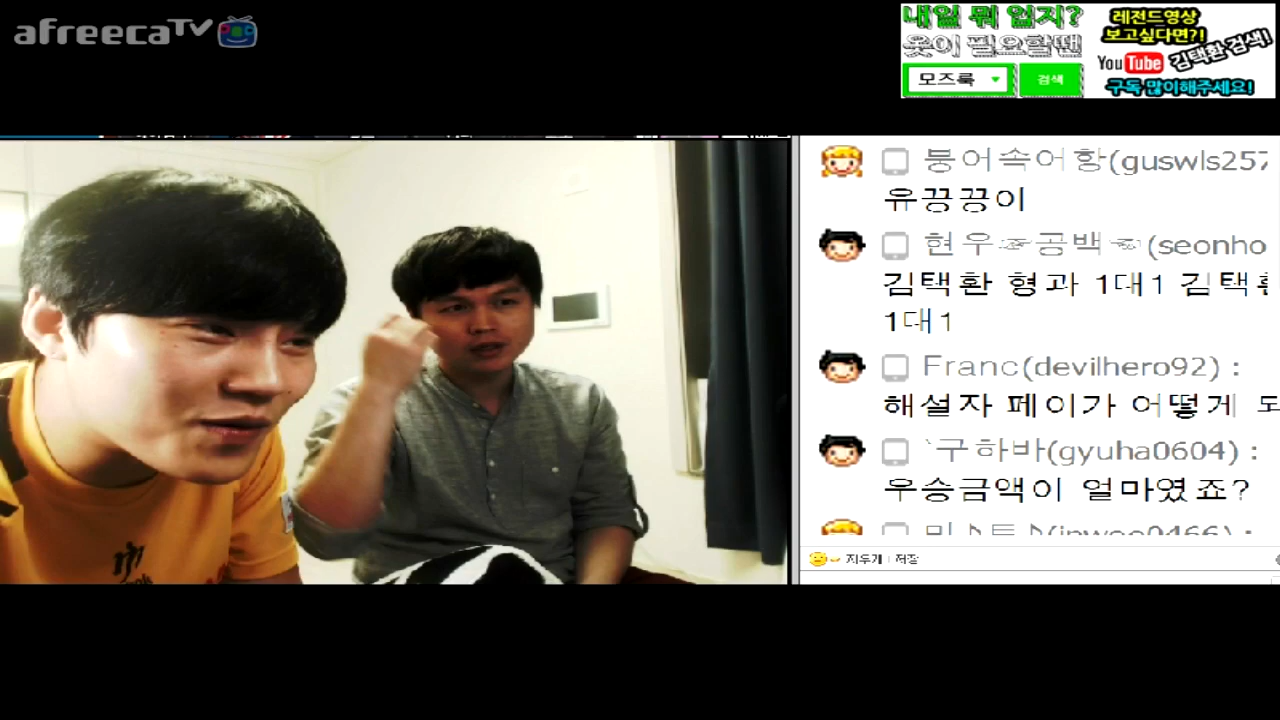 afreecaTV
내일 뭐 입지?
옷이 필요할땐
모즈룩 검색
레전드영상
보고싶다면?!
YouTube 김택환 검색!
구독 많이해주세요!
붕어속어항(guswls257
유끙끙이
현우☞공백☜(seonho
김택환 형과 1대1 김택환
1대1
Franc(devilhero92) :
해설자 페이가 어떻게 되
`구하바(gyuha0604) :
우승금액이 얼마였죠?
지우개 | 저장